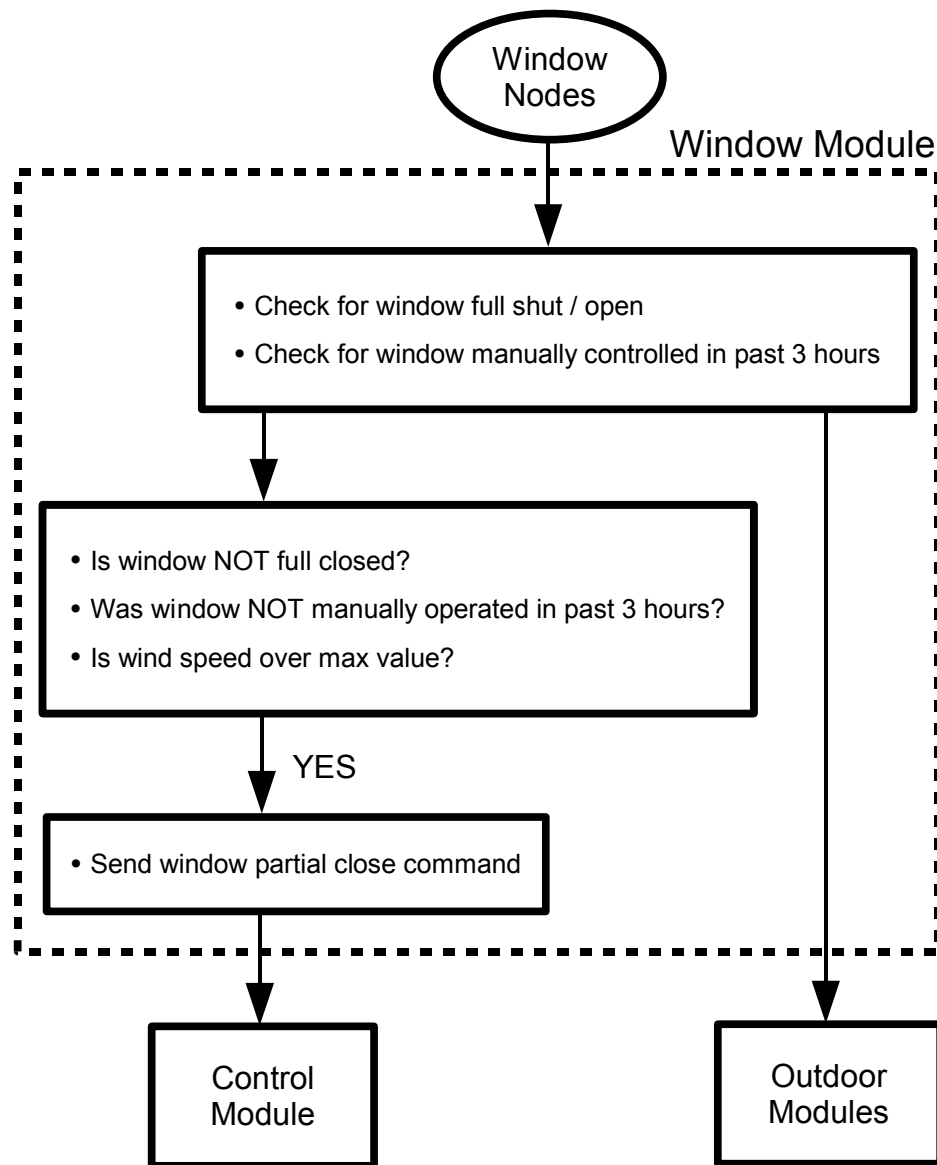 Window
Nodes
Window Module
• Check for window full shut / open
• Check for window manually controlled in past 3 hours
• Is window NOT full closed?
• Was window NOT manually operated in past 3 hours?
• Is wind speed over max value?
YES
• Send window partial close command
Control
Module
Outdoor
Modules